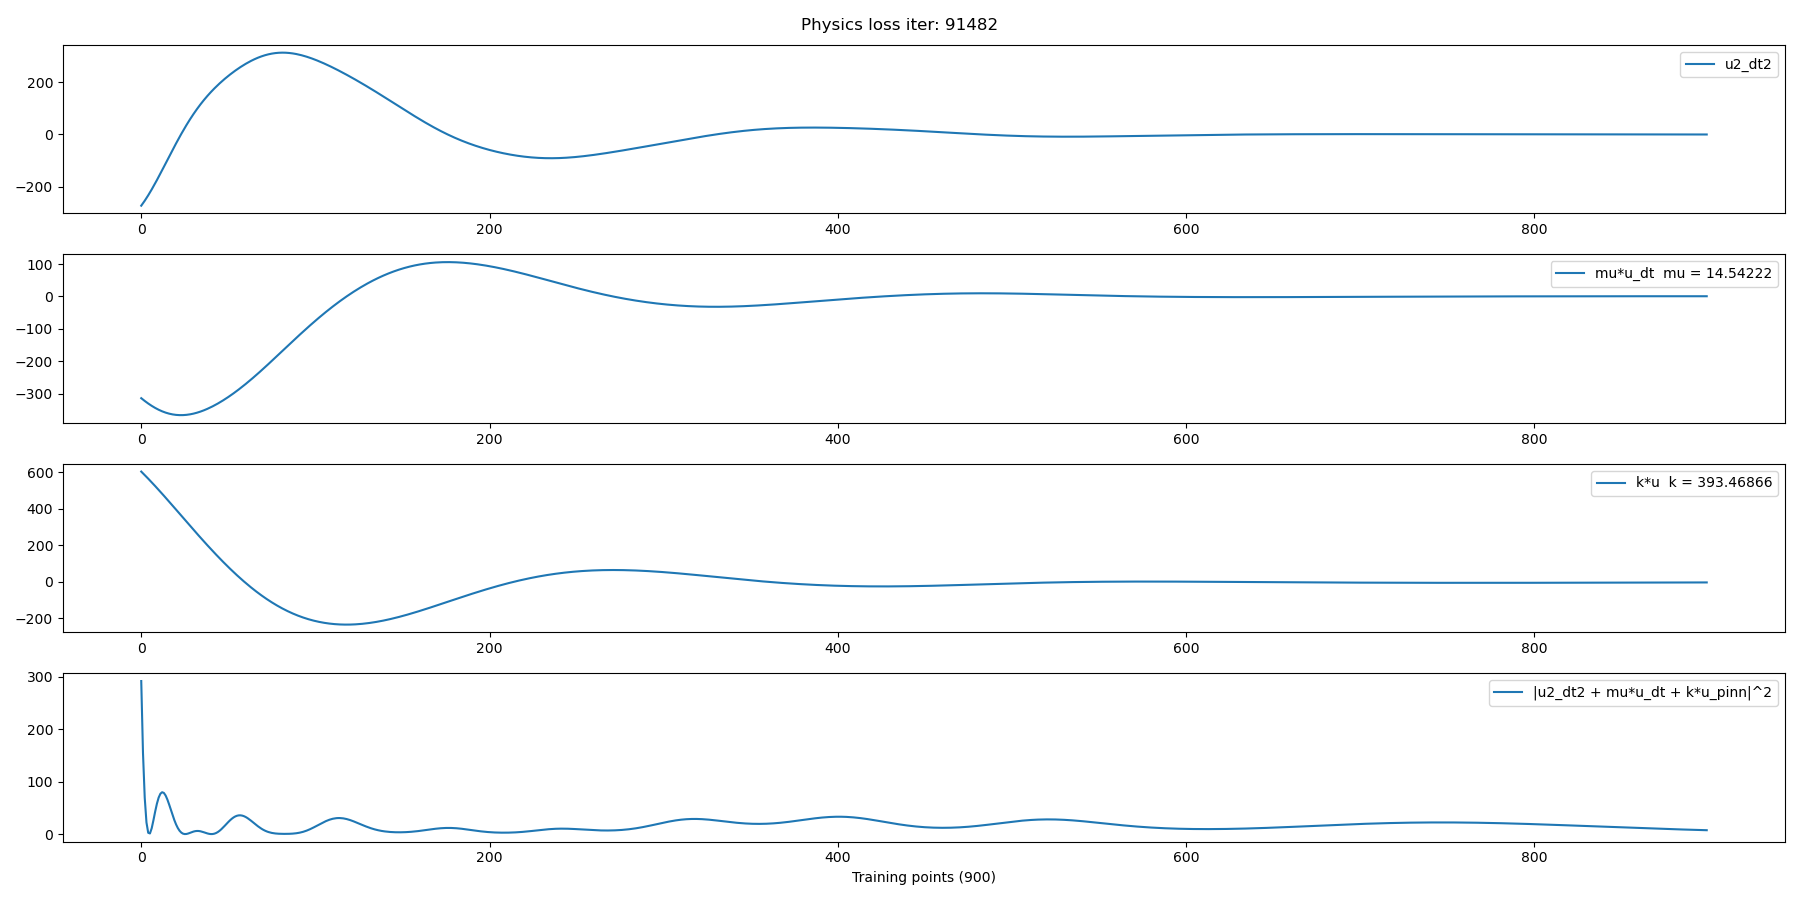 Physics loss iter: 91482
u2_dt2
200
0
−200
0 200 400 600 800
mu*u_dt  mu = 14.54222
100
0
−100
−200
−300
0 200 400 600 800
k*u  k = 393.46866
600
400
200
0
−200
0 200 400 600 800
|u2_dt2 + mu*u_dt + k*u_pinn|^2
300
200
100
0
0 200 400 600 800
Training points (900)